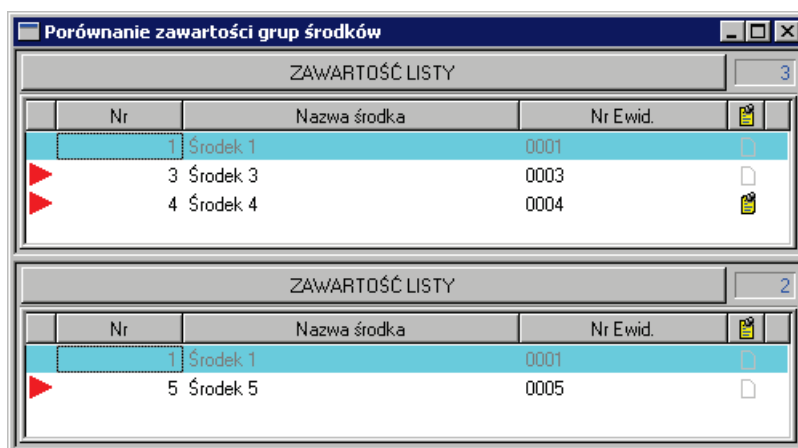 Porównanie zawartości grup środków
ZAWARTOŚĆ LISTY 3
Nr Nazwa środka Nr Ewid.
1 Środek 1 0001
3 Środek 3 0003
4 Środek 4 0004
ZAWARTOŚĆ LISTY 2
Nr Nazwa środka Nr Ewid.
1 Środek 1 0001
5 Środek 5 0005